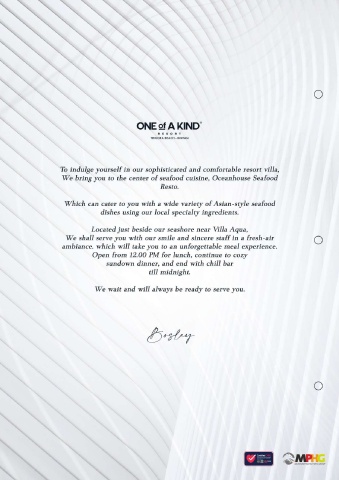 ONE of A KIND
RESORT
To indulge yourself in our sophisticated and comfortable resort villa,
We bring you to the center of seafood cuisine, Oceanhouse Seafood
Resto.
Which can cater to you with a wide variety of Asian-style seafood
dishes using our local specialty ingredients.
Located just beside our seashore near Villa Aqua,
We shall serve you with our smile and sincere staff in a fresh-air
ambiance, which will take you to an unforgettable meal experience.
Open from 12.00 PM for lunch, continue to cozy
sundown dinner, and end with chill bar
till midnight.
We wait and will always be ready to serve you.
Bogley
MPHG